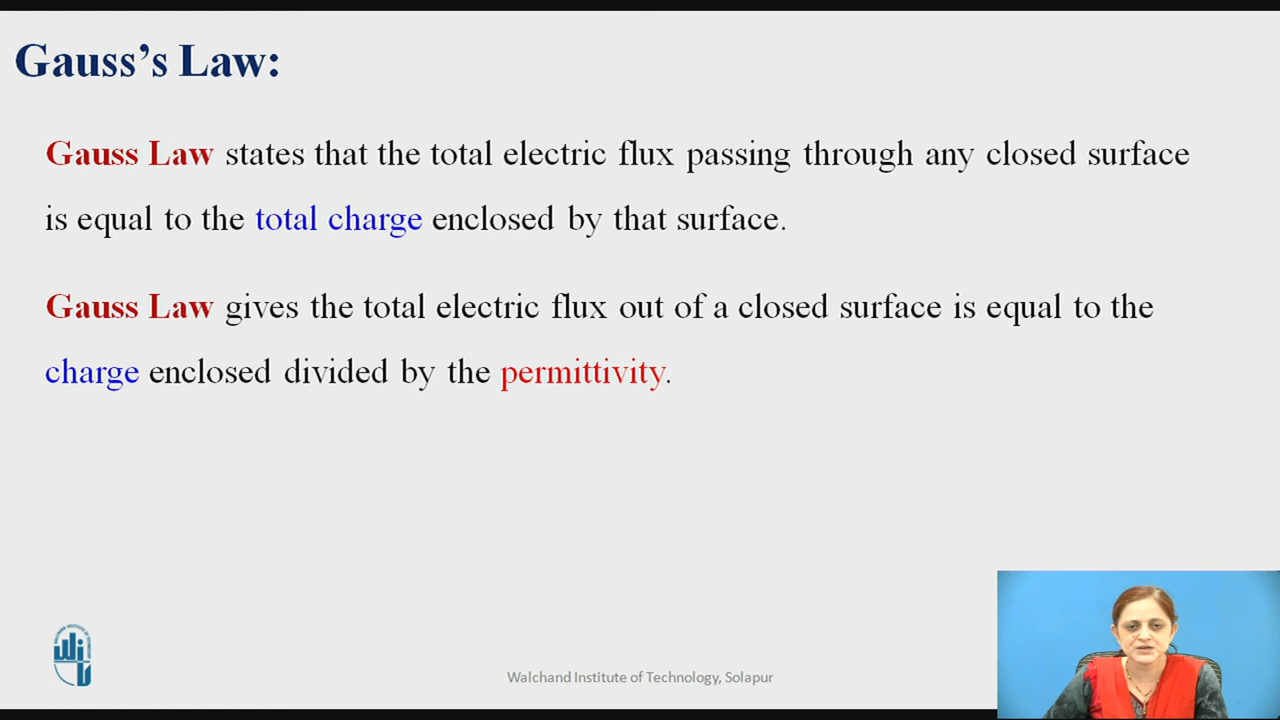 Gauss’s Law:
Gauss Law states that the total electric flux passing through any closed surface
is equal to the total charge enclosed by that surface.
Gauss Law gives the total electric flux out of a closed surface is equal to the
charge enclosed divided by the permittivity.
Walchand Institute of Technology, Solapur